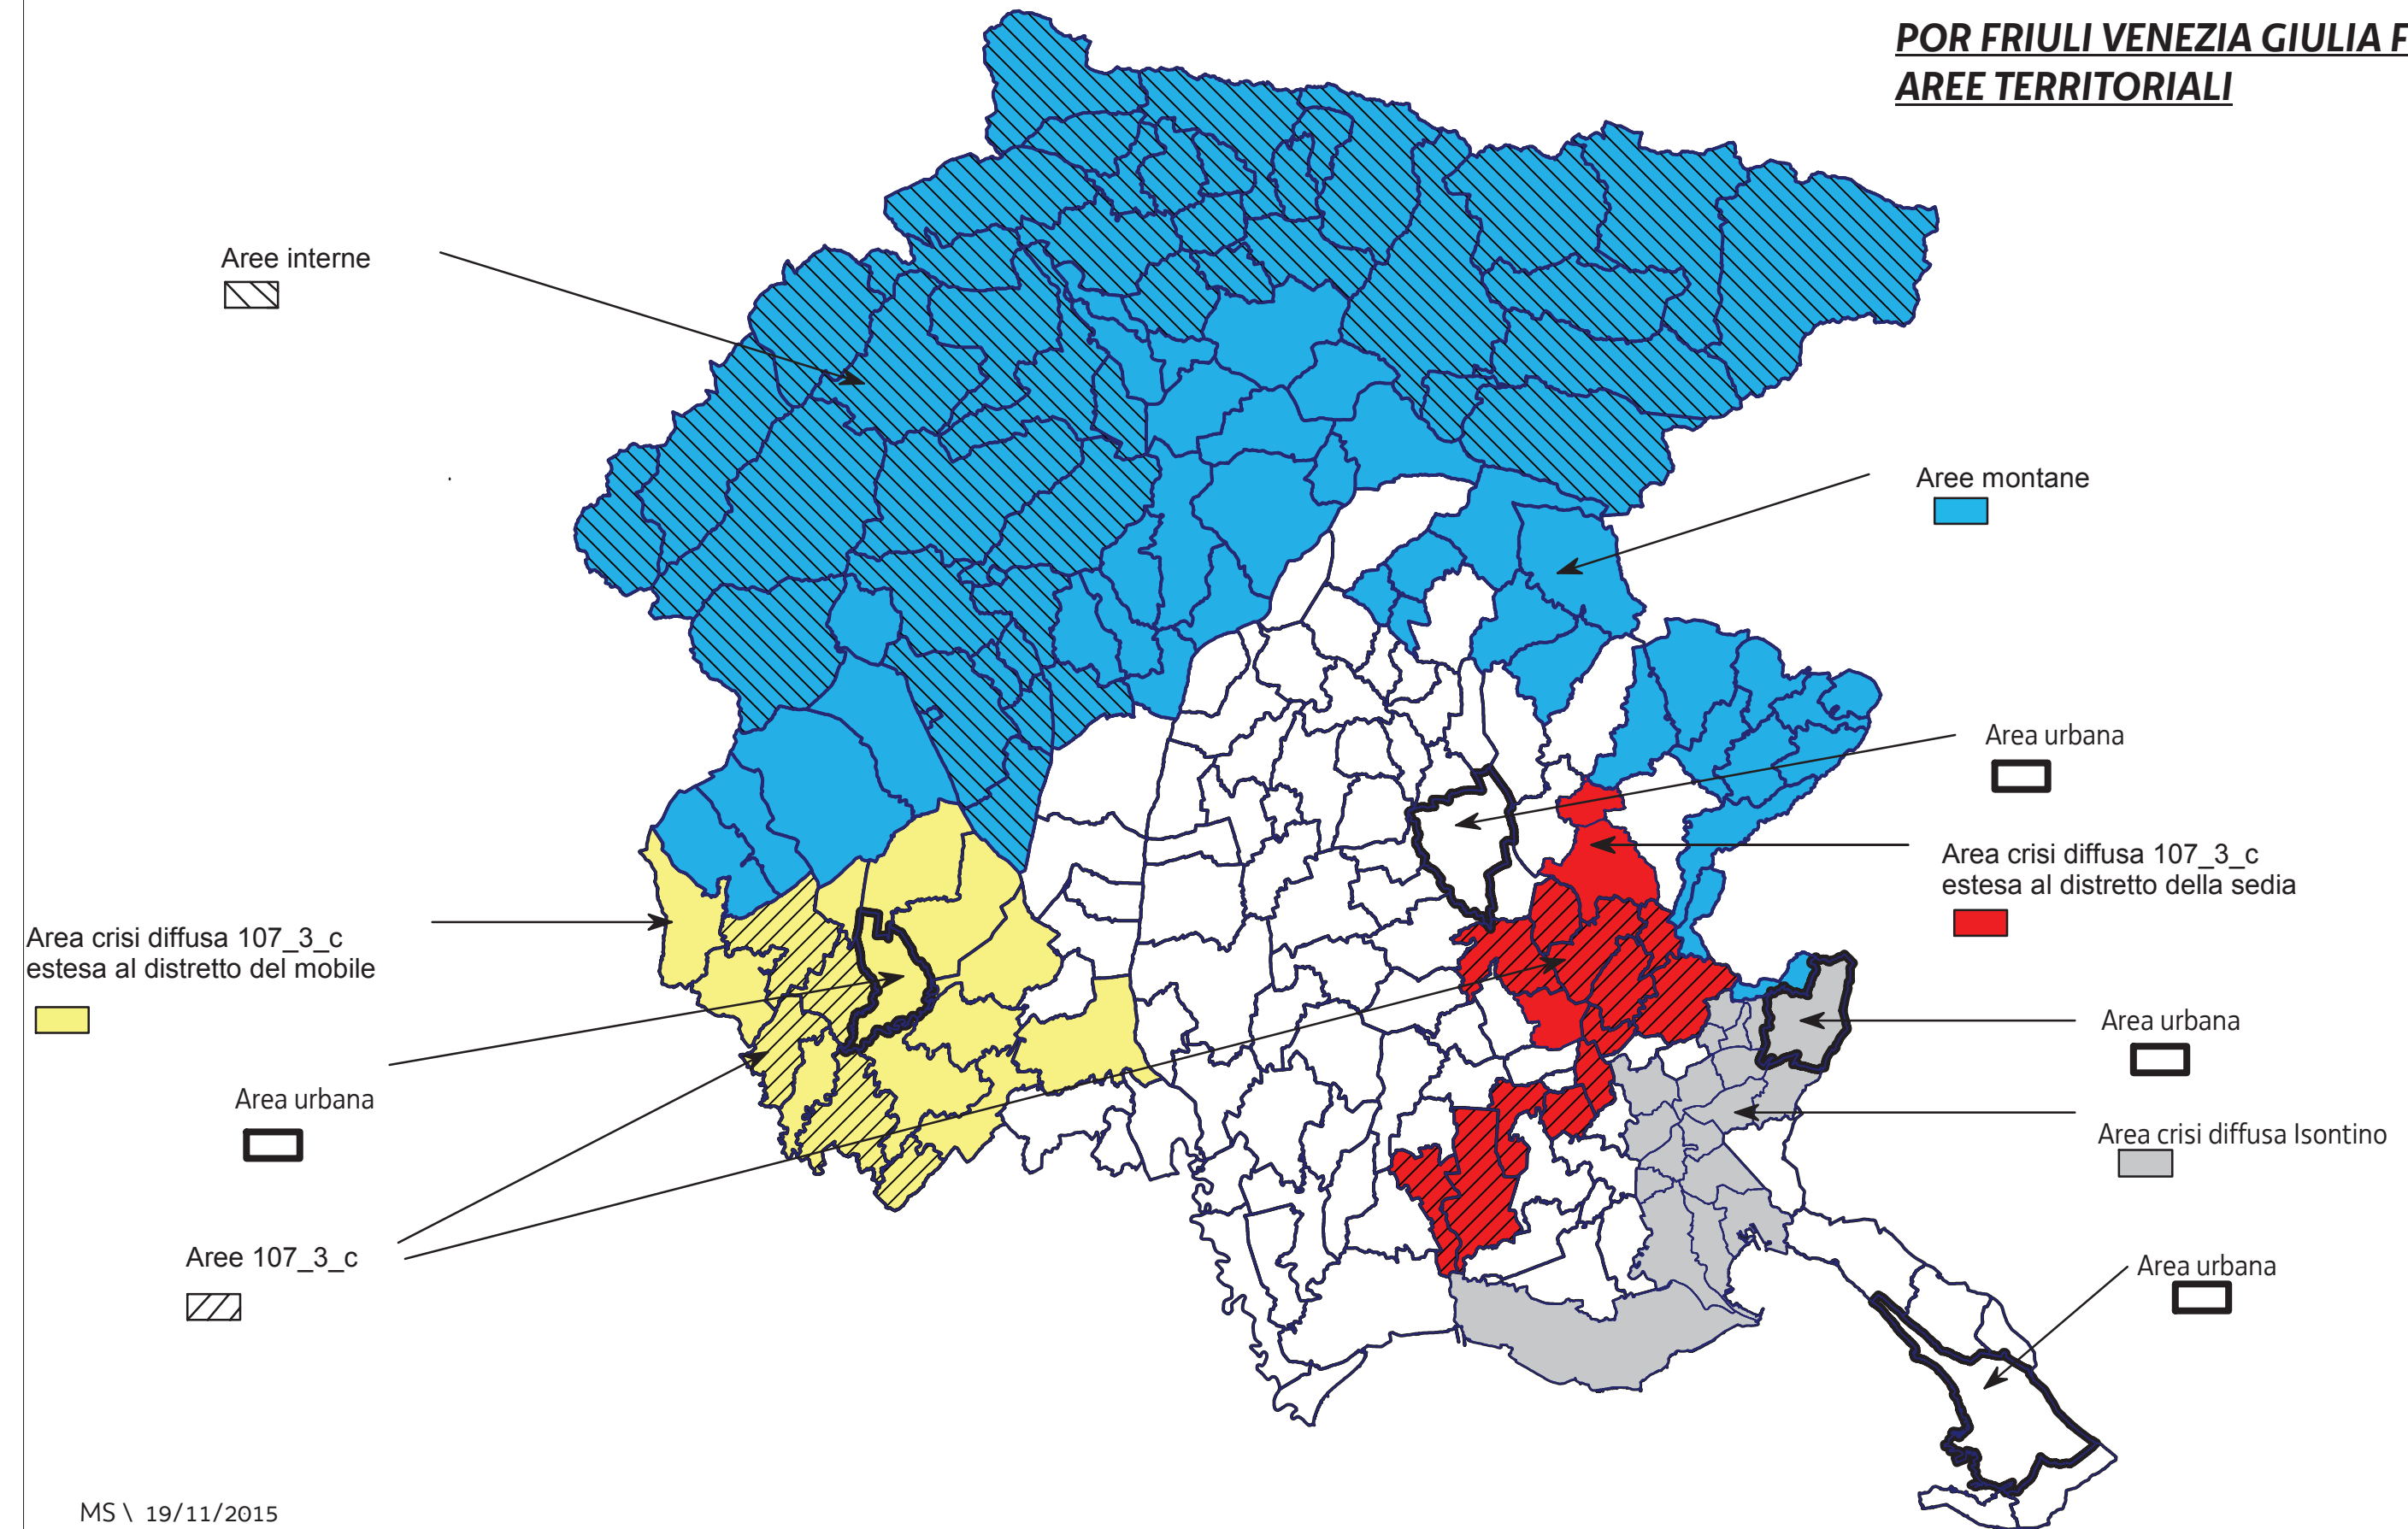 POR FRIULI VENEZIA GIULIA F
AREE TERRITORIALI
Aree interne
Aree montane
Area urbana
Area crisi diffusa 107_3_c
estesa al distretto della sedia
Area crisi diffusa 107_3_c
estesa al distretto del mobile
Area urbana
Area urbana
Area crisi diffusa Isontino
Aree 107_3_c
Area urbana
MS \ 19/11/2015